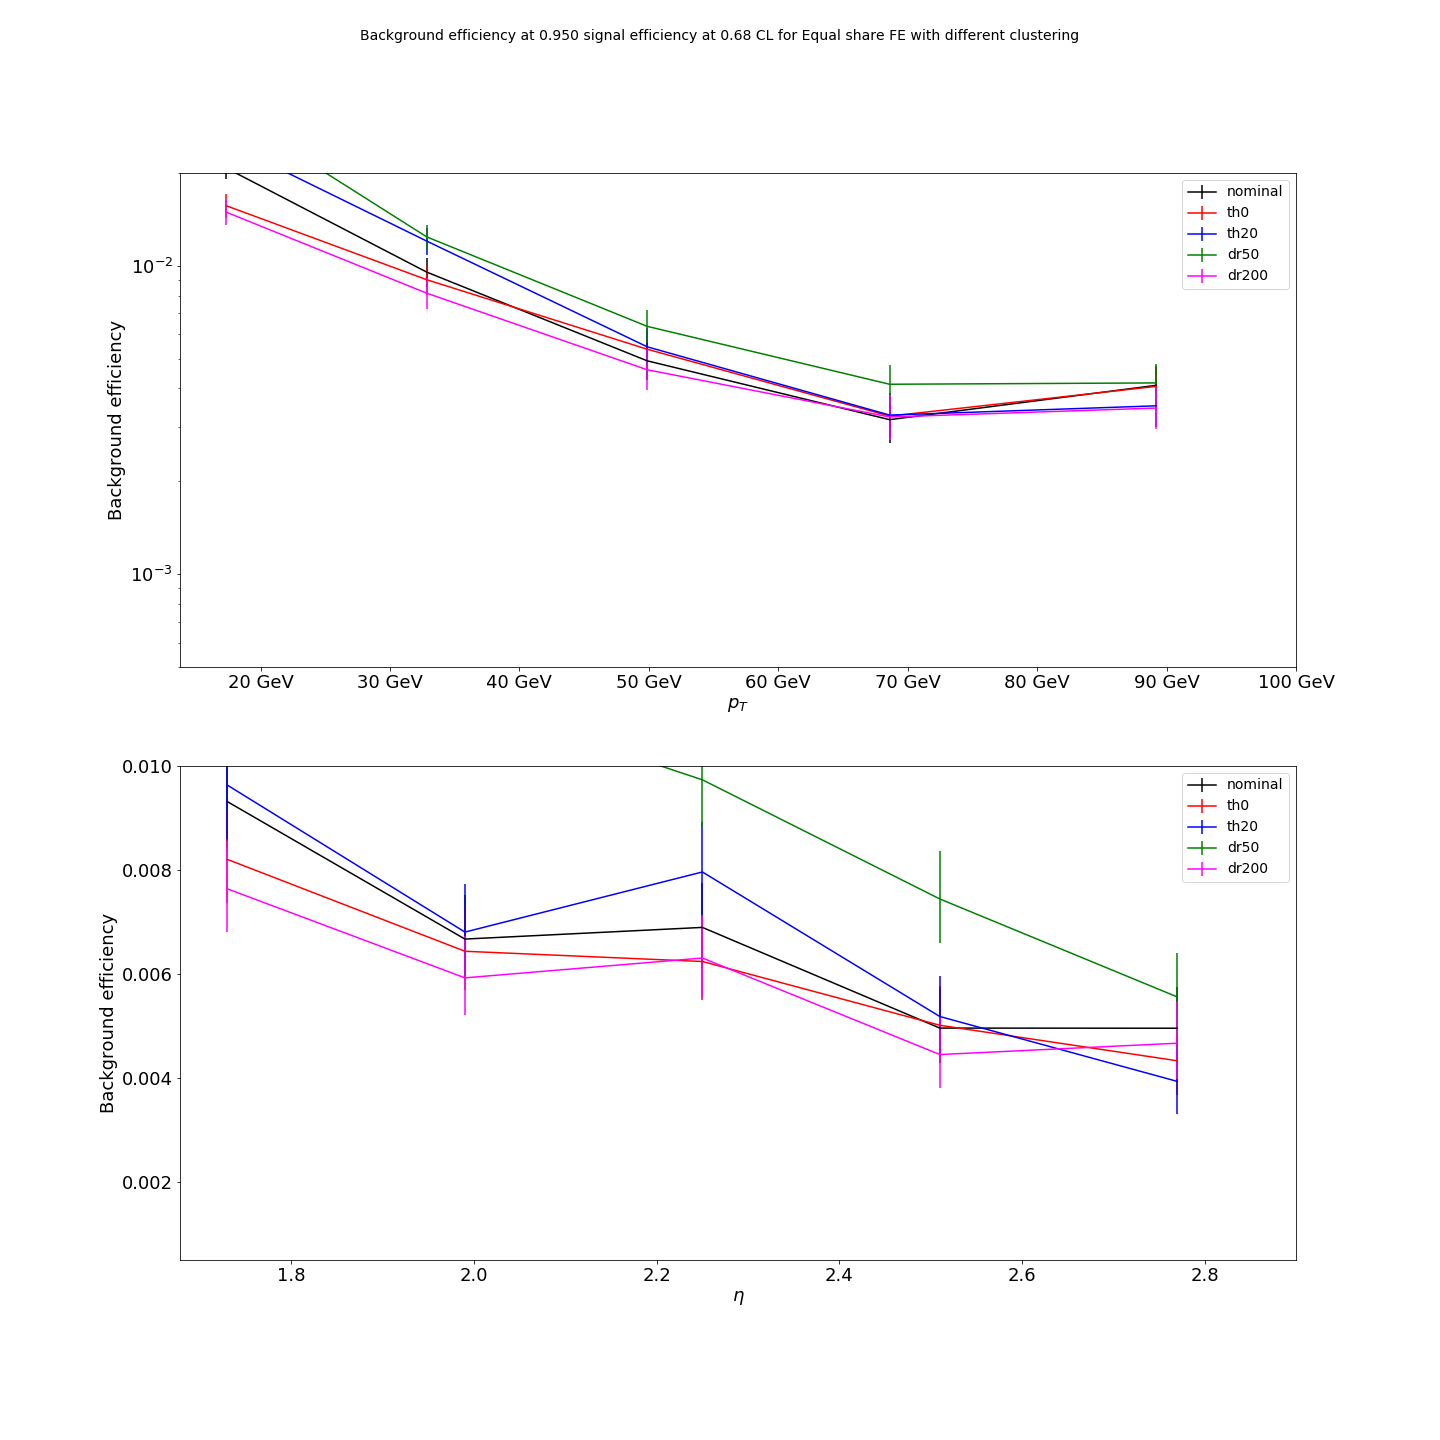 Background efficiency at 0.950 signal efficiency at 0.68 CL for Equal share FE with different clustering
nominal
th0
th20
dr50
dr200
10⁻²
10⁻³
Background efficiency
20 GeV 30 GeV 40 GeV 50 GeV 60 GeV 70 GeV 80 GeV 90 GeV 100 GeV
p_T
nominal
th0
th20
dr50
dr200
0.010
0.008
0.006
0.004
0.002
Background efficiency
1.8 2.0 2.2 2.4 2.6 2.8
η